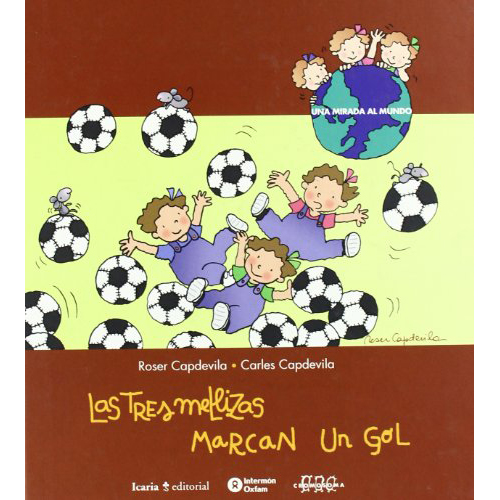 UNA MIRADA AL MUNDO
Roser Capdevila
Roser Capdevila • Carles Capdevila
Las TRES meLLizas
maRcan un goL
Icaria editorial
Intermón
Oxfam
CROMOSOMA